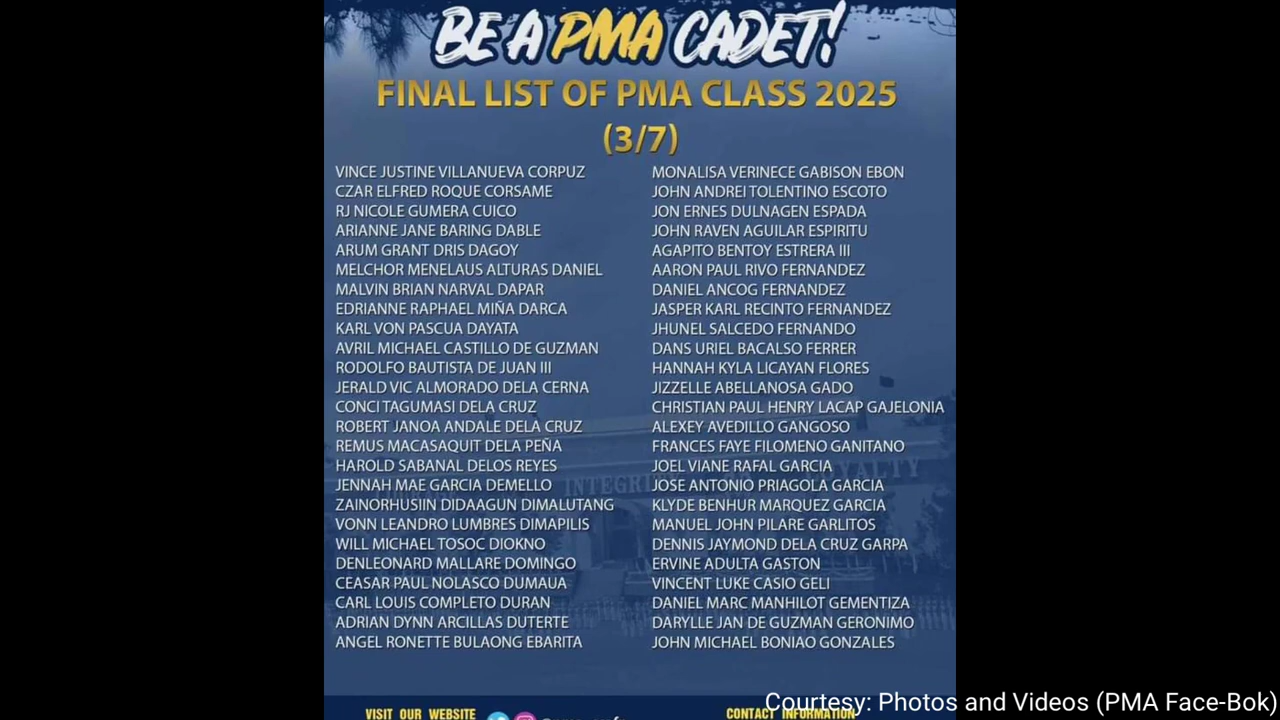 BE A PMA CADET!
FINAL LIST OF PMA CLASS 2025
(3/7)
VINCE JUSTINE VILLANUEVA CORPUZ
CZAR ELFRED ROQUE CORSAME
RJ NICOLE GUMERA CUICO
ARIANNE JANE BARING DABLE
ARUM GRANT DRIS DAGOY
MELCHOR MENELAUS ALTURAS DANIEL
MALVIN BRIAN NARVAL DAPAR
EDRIANNE RAPHAEL MIÑA DARCA
KARL VON PASCUA DAYATA
AVRIL MICHAEL CASTILLO DE GUZMAN
RODOLFO BAUTISTA DE JUAN III
JERALD VIC ALMORADO DELA CERNA
CONCI TAGUMASI DELA CRUZ
ROBERT JANOA ANDALE DELA CRUZ
REMUS MACASAQUIT DELA PEÑA
HAROLD SABANAL DELOS REYES
JENNAH MAE GARCIA DEMELLO
ZAINORHUSIIN DIDAAGUN DIMALUTANG
VONN LEANDRO LUMBRES DIMAPILIS
WILL MICHAEL TOSOC DIOKNO
DENLEONARD MALLARE DOMINGO
CEASAR PAUL NOLASCO DUMAUA
CARL LOUIS COMPLETO DURAN
ADRIAN DYNN ARCILLAS DUTERTE
ANGEL RONETTE BULAONG EBARITA
MONALISA VERINECE GABISON EBON
JOHN ANDREI TOLENTINO ESCOTO
JON ERNES DULNAGEN ESPADA
JOHN RAVEN AGUILAR ESPIRITU
AGAPITO BENTOY ESTRERA III
AARON PAUL RIVO FERNANDEZ
DANIEL ANCOG FERNANDEZ
JASPER KARL RECINTO FERNANDEZ
JHUNEL SALCEDO FERNANDO
DANS URIEL BACALSO FERRER
HANNAH KYLA LICAYAN FLORES
JIZZELLE ABELLANOSA GADO
CHRISTIAN PAUL HENRY LACAP GAJELONIA
ALEXEY AVEDILLO GANGOSO
FRANCES FAYE FILOMENO GANITANO
JOEL VIANE RAFAL GARCIA
JOSE ANTONIO PRIAGOLA GARCIA
KLYDE BENHUR MARQUEZ GARCIA
MANUEL JOHN PILARE GARLITOS
DENNIS JAYMOND DELA CRUZ GARPA
ERVINE ADULTA GASTON
VINCENT LUKE CASIO GELI
DANIEL MARC MANHILOT GEMENTIZA
DARYLLE JAN DE GUZMAN GERONIMO
JOHN MICHAEL BONIAO GONZALES
INTEGRITY LOYALTY
VISIT OUR WEBSITE
CONTACT INFORMATION
Courtesy: Photos and Videos (PMA Face-Bok)